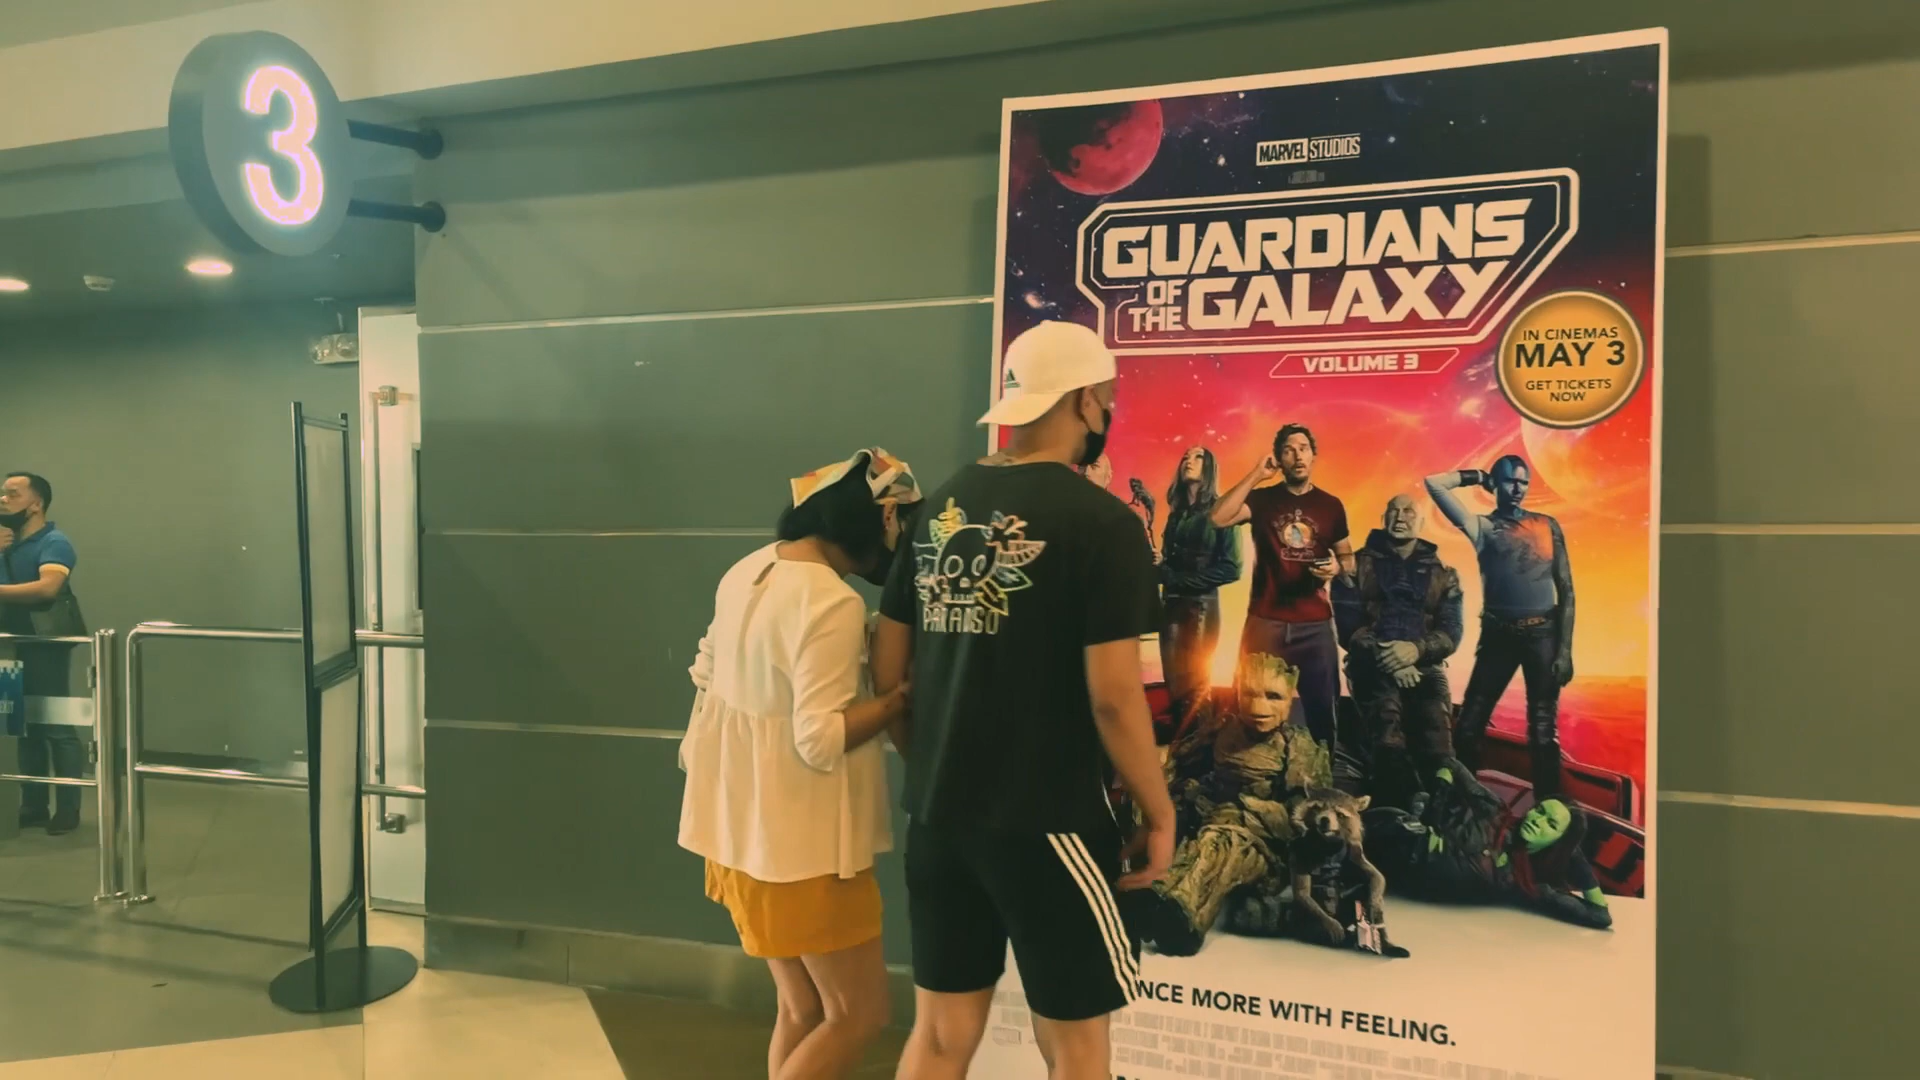 3
MARVEL STUDIOS
GUARDIANS
OF THE GALAXY
VOLUME 3
IN CINEMAS
MAY 3
GET TICKETS
NOW
PARAISO
NCE MORE WITH FEELING.